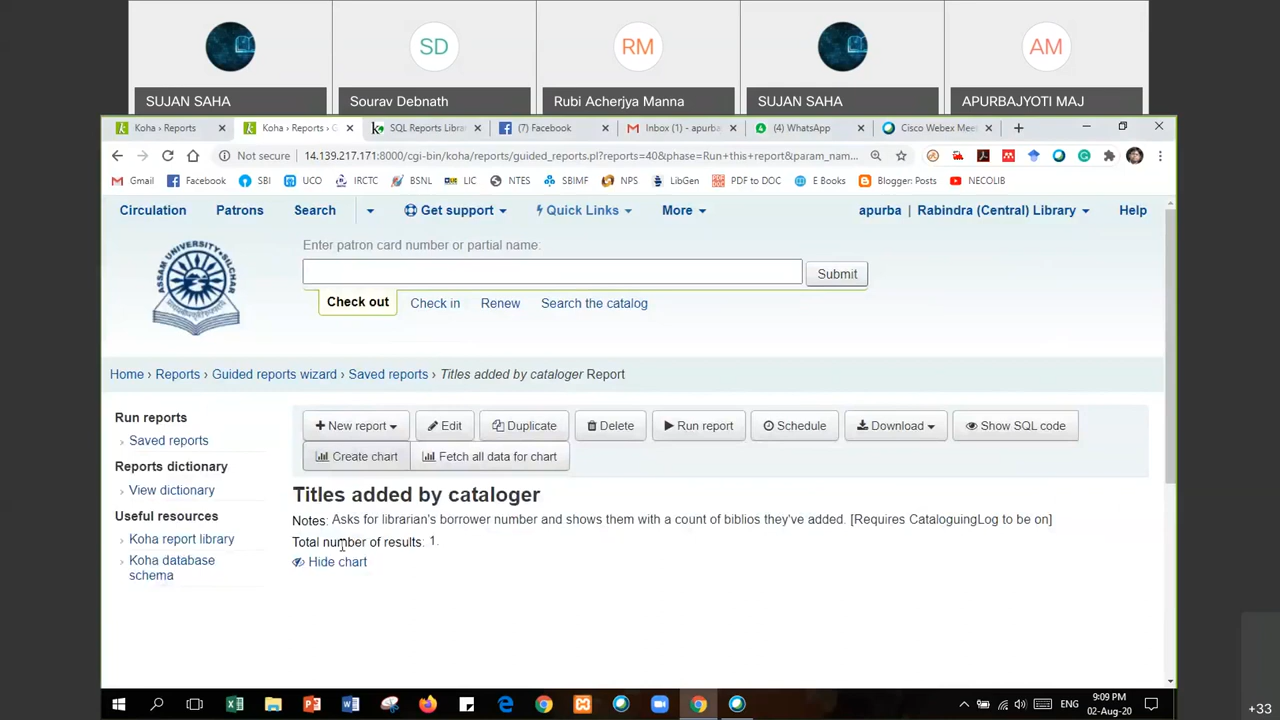 SD
RM
AM
SUJAN SAHA
Sourav Debnath
Rubi Acherjya Manna
SUJAN SAHA
APURBAJYOTI MAJ
Koha › Reports
Koha › Reports › G
SQL Reports Libra
(7) Facebook
Inbox (1) - apurba
(4) WhatsApp
Cisco Webex Mee
Not secure
14.139.217.171:8000/cgi-bin/koha/reports/guided_reports.pl?reports=40&phase=Run+this+report&param_nam...
Gmail
Facebook
SBI
UCO
IRCTC
BSNL
LIC
NTES
SBIMF
NPS
LibGen
PDF to DOC
E Books
Blogger: Posts
NECOLIB
Circulation
Patrons
Search
Get support
Quick Links
More
apurba | Rabindra (Central) Library
Help
Enter patron card number or partial name:
Submit
Check out
Check in
Renew
Search the catalog
Home › Reports › Guided reports wizard › Saved reports › Titles added by cataloger Report
Run reports
› Saved reports
Reports dictionary
› View dictionary
Useful resources
› Koha report library
› Koha database
schema
New report
Edit
Duplicate
Delete
Run report
Schedule
Download
Show SQL code
Create chart
Fetch all data for chart
Titles added by cataloger
Notes: Asks for librarian's borrower number and shows them with a count of biblios they've added. [Requires CataloguingLog to be on]
Total number of results: 1.
Hide chart
ENG
9:09 PM
02-Aug-20
+33